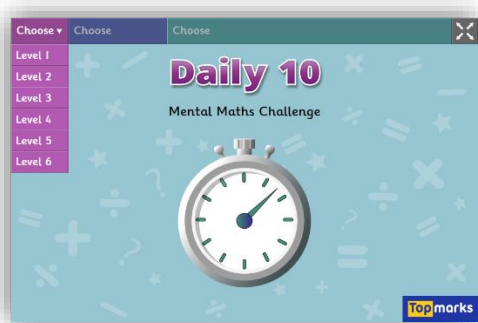 Choose ▾ Choose Choose
Level 1
Level 2
Level 3
Level 4
Level 5
Level 6
Daily 10
Mental Maths Challenge
Topmarks